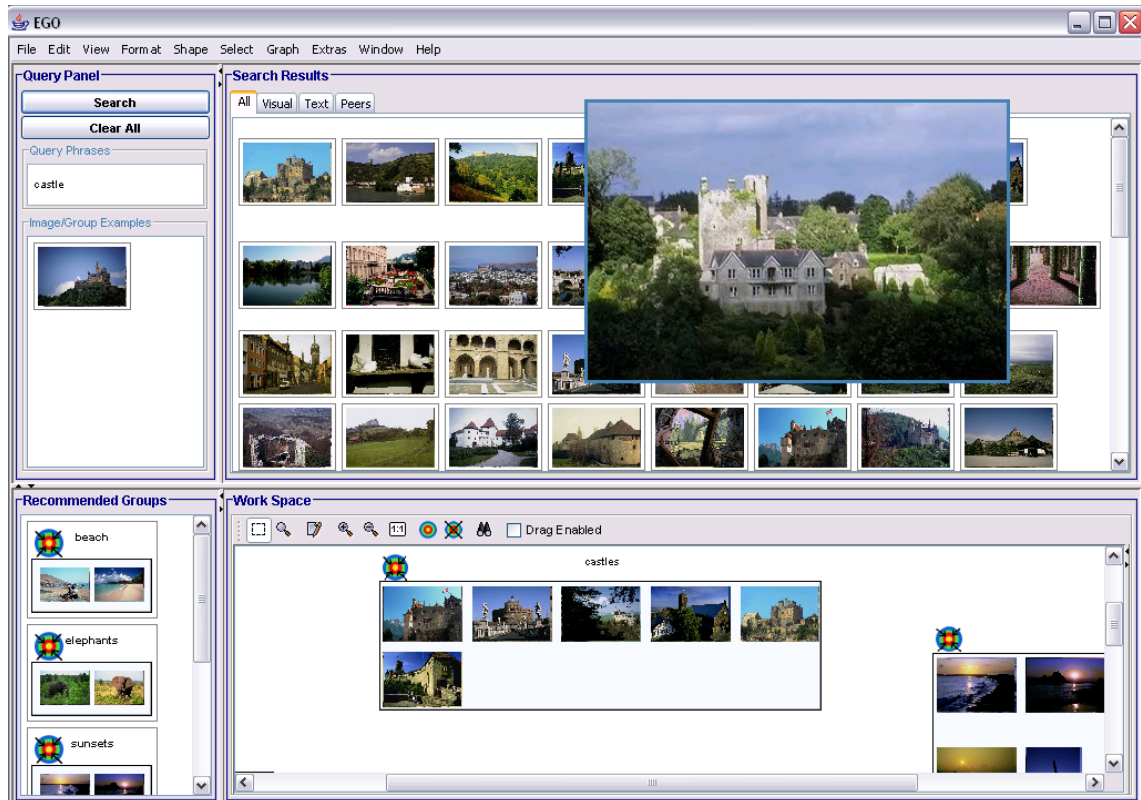 EGO
File Edit View Format Shape Select Graph Extras Window Help
Query Panel
Search
Clear All
Query Phrases
castle
Image/Group Examples
Search Results
All Visual Text Peers
Recommended Groups
beach
elephants
sunsets
Work Space
1:1 Drag Enabled
castles